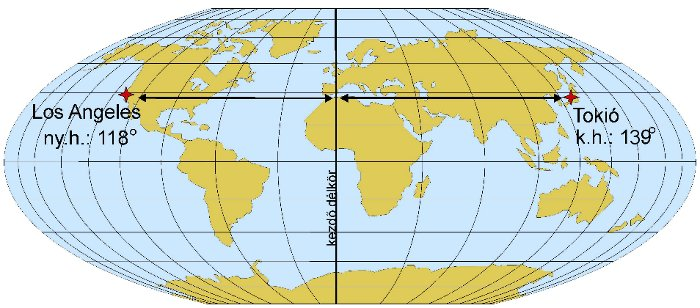 Los Angeles
ny.h.: 118°
Tokió
k.h.: 139°
kezdő délkör